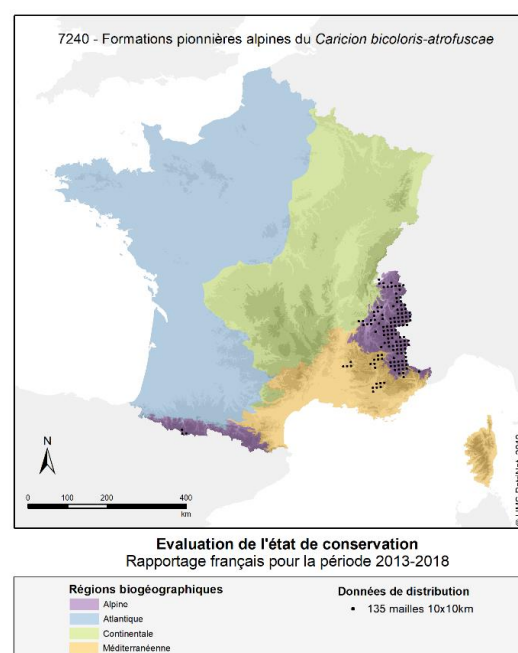 7240 - Formations pionnières alpines du Caricion bicoloris-atrofuscae
N
0 100 200 400
km
Evaluation de l'état de conservation
Rapportage français pour la période 2013-2018
Régions biogéographiques
Alpine
Atlantique
Continentale
Méditerranéenne
Données de distribution
• 135 mailles 10x10km